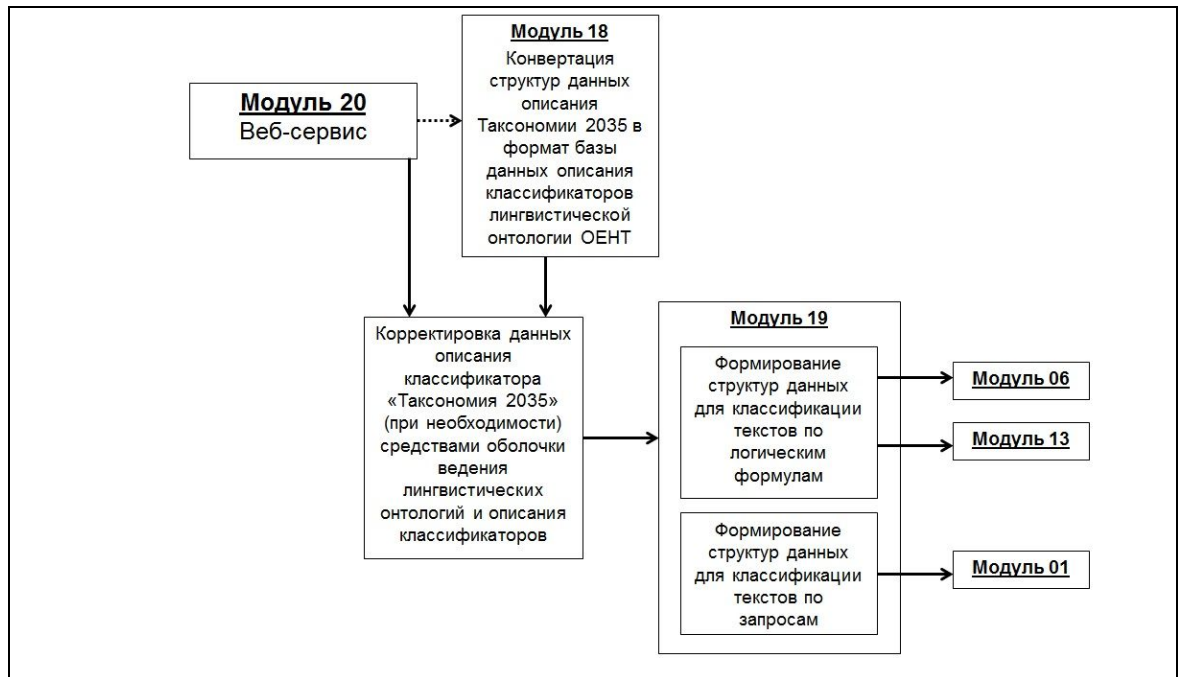 Модуль 18
Конвертация
структур данных
описания
Таксономии 2035 в
формат базы
данных описания
классификаторов
лингвистической
онтологии ОЕНТ
Модуль 20
Веб-сервис
Корректировка данных
описания
классификатора
«Таксономия 2035»
(при необходимости)
средствами оболочки
ведения
лингвистических
онтологий и описания
классификаторов
Модуль 19
Формирование
структур данных
для классификации
текстов по
логическим
формулам
Формирование
структур данных
для классификации
текстов по
запросам
Модуль 06
Модуль 13
Модуль 01